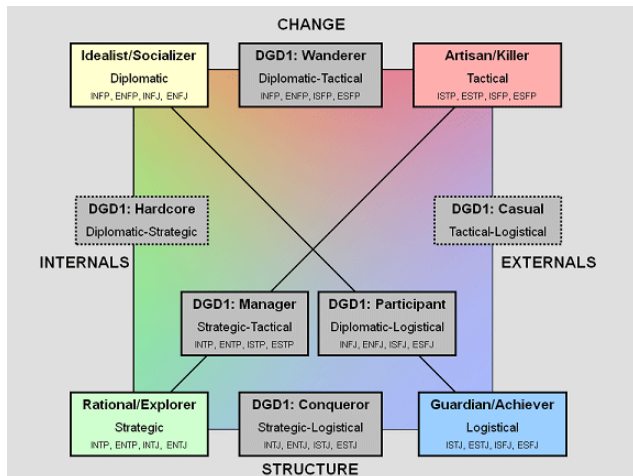 CHANGE
Idealist/Socializer
Diplomatic
INFP, ENFP, INFJ, ENFJ
DGD1: Wanderer
Diplomatic-Tactical
INFP, ENFP, ISFP, ESFP
Artisan/Killer
Tactical
ISTP, ESTP, ISFP, ESFP
DGD1: Hardcore
Diplomatic-Strategic
DGD1: Casual
Tactical-Logistical
INTERNALS
EXTERNALS
DGD1: Manager
Strategic-Tactical
INTP, ENTP, ISTP, ESTP
DGD1: Participant
Diplomatic-Logistical
INFJ, ENFJ, ISFJ, ESFJ
Rational/Explorer
Strategic
INTP, ENTP, INTJ, ENTJ
DGD1: Conqueror
Strategic-Logistical
INTJ, ENTJ, ISTJ, ESTJ
Guardian/Achiever
Logistical
ISTJ, ESTJ, ISFJ, ESFJ
STRUCTURE